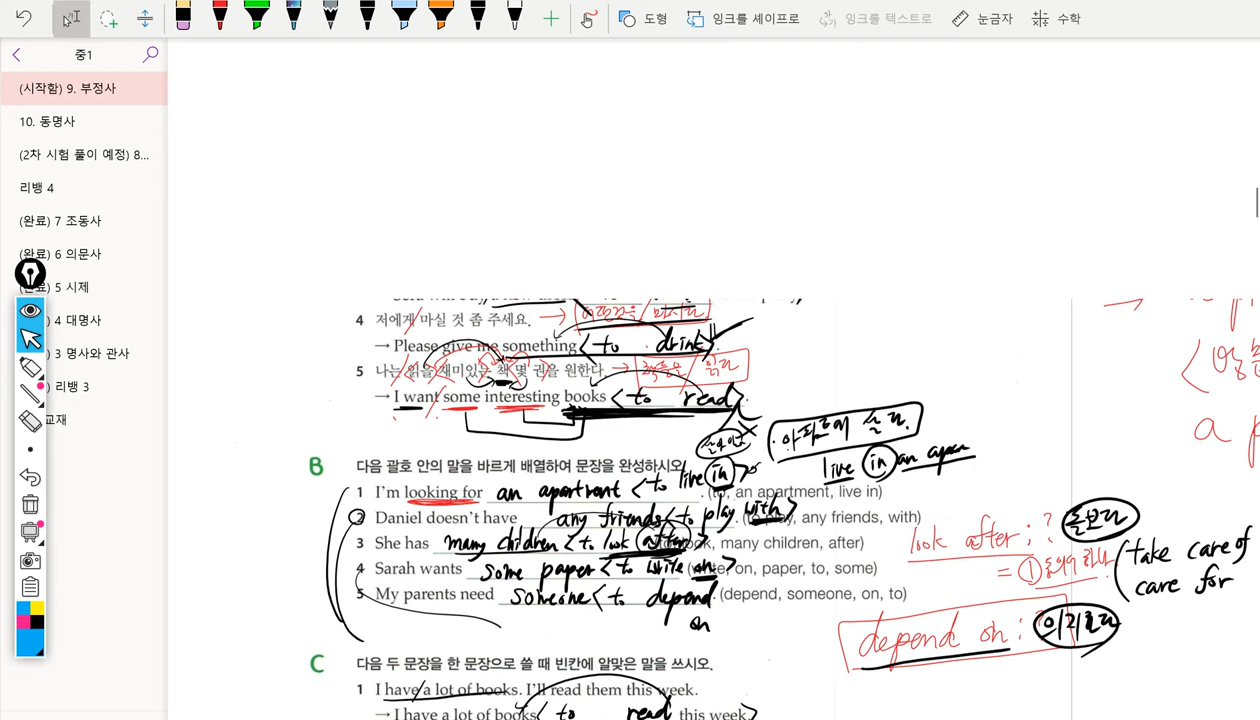 도형
잉크를 셰이프로
잉크를 텍스트로
눈금자
수학
중1
(시작함) 9. 부정사
10. 동명사
(2차 시험 풀이 예정) 8...
리뱅 4
(완료) 7 조동사
(완료) 6 의문사
5 시제
4 대명사
) 3 명사와 관사
) 리뱅 3
교재
4 저에게 마실 것 좀 주세요. →
→ Please give me something < to drink >.
5 나는 읽을 재미있는 책 몇 권을 원한다. →
→ I want some interesting books < to read >.
아파트에 살다.
live in an apar
B 다음 괄호 안의 말을 바르게 배열하여 문장을 완성하시오.
1 I'm looking for an apartment < to live in >. (to, an apartment, live in)
2 Daniel doesn't have any friends < to play with >. (to play, any friends, with)
3 She has many children < to look after > look, many children, after)
4 Sarah wants some paper < to write on (write, on, paper, to, some)
5 My parents need someone < to depend on (depend, someone, on, to)
look after : ? 돌보다
= ①
take care of
care for
depend on : 의지하다
a p
C 다음 두 문장을 한 문장으로 쓸 때 빈칸에 알맞은 말을 쓰시오.
1 I have a lot of books. I'll read them this week.
→ I have a lot of books < to read this week. >